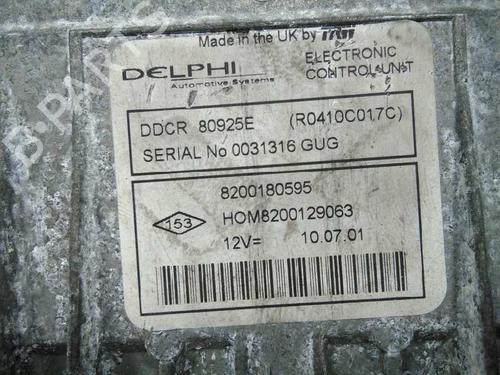 Made in the UK by TRW
DELPHI
Automotive Systems
ELECTRONIC
CONTROL UNIT
DDCR 80925E (R0410C017C)
SERIAL No 0031316 GUG
8200180595
153
HOM8200129063
12V= 10.07.01